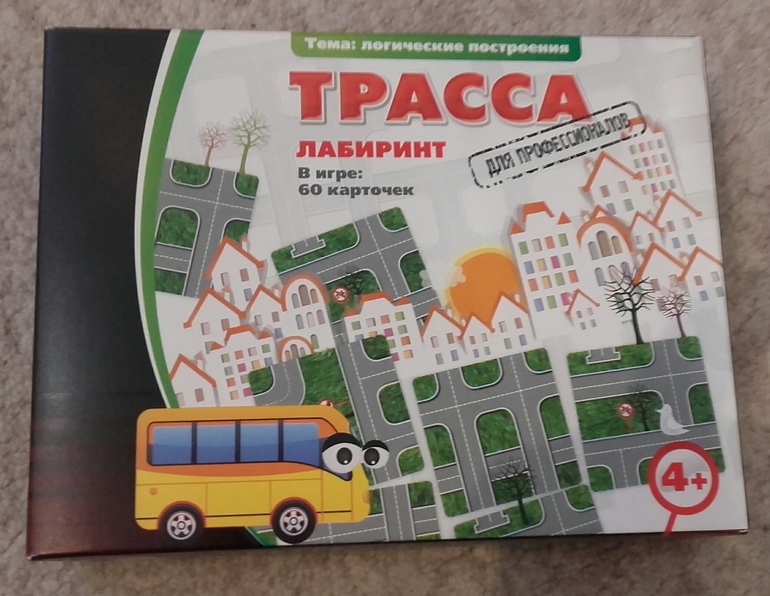 Тема: логические построения
ТРАССА
ДЛЯ ПРОФЕССИОНАЛОВ
ЛАБИРИНТ
В игре:
60 карточек
4+